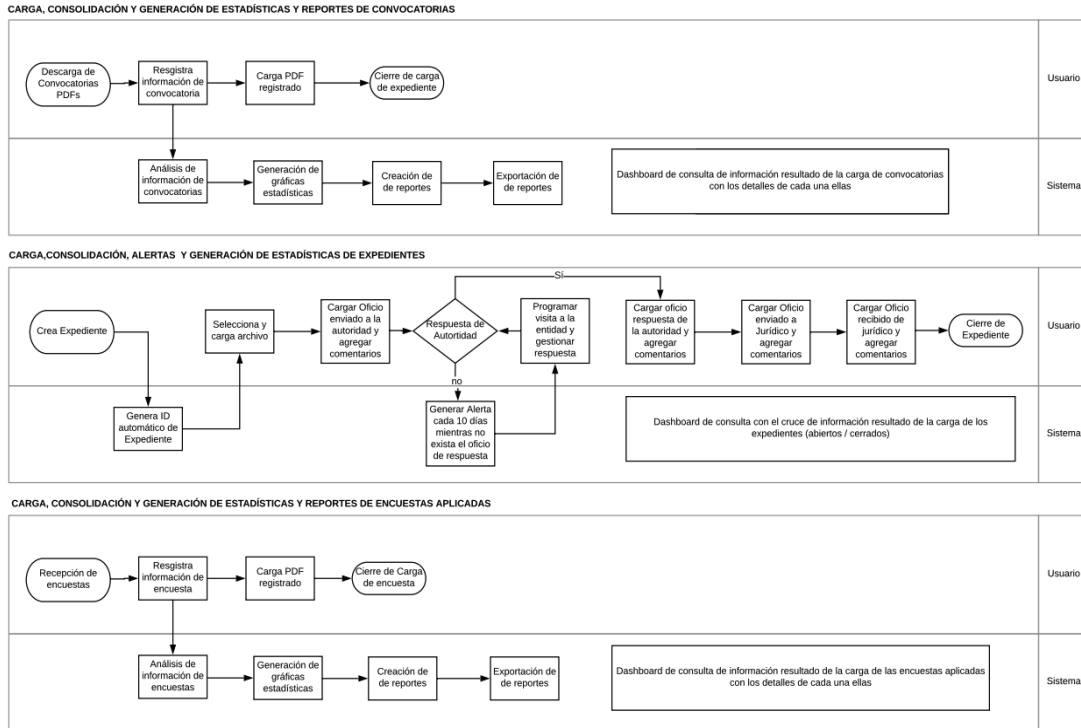 CARGA, CONSOLIDACIÓN Y GENERACIÓN DE ESTADÍSTICAS Y REPORTES DE CONVOCATORIAS
Descarga de
Convocatorias
PDFs
Resgistra
información de
convocatoria
Carga PDF
registrado
Cierre de carga
de expediente
Usuario
Análisis de
información de
convocatorias
Generación de
gráficas
estadísticas
Creación de
de reportes
Exportación de
de reportes
Dashboard de consulta de información resultado de la carga de convocatorias
con los detalles de cada una ellas
Sistema
CARGA,CONSOLIDACIÓN, ALERTAS Y GENERACIÓN DE ESTADÍSTICAS DE EXPEDIENTES
Crea Expediente
Selecciona y
carga archivo
Cargar Oficio
enviado a la
autoridad y
agregar
comentarios
Respuesta de
Autortidad
Sí
no
Programar
visita a la
entidad y
gestionar
respuesta
Cargar oficio
respuesta de
la autoridad y
agregar
comentarios
Cargar Oficio
enviado a
Jurídico y
agregar
comentarios
Cargar Oficio
recibido de
jurídico y
agregar
comentarios
Cierre de
Expediente
Usuario
Genera ID
automático de
Expediente
Generar Alerta
cada 10 días
mientras no
exista el oficio
de respuesta
Dashboard de consulta con el cruce de información resultado de la carga de los
expedientes (abiertos / cerrados)
Sistema
CARGA, CONSOLIDACIÓN Y GENERACIÓN DE ESTADÍSTICAS Y REPORTES DE ENCUESTAS APLICADAS
Recepción de
encuestas
Resgistra
información de
encuesta
Carga PDF
registrado
Cierre de Carga
de encuesta
Usuario
Análisis de
información de
encuestas
Generación de
gráficas
estadísticas
Creación de
de reportes
Exportación de
de reportes
Dashboard de consulta de información resultado de la carga de las encuestas aplicadas
con los detalles de cada una ellas
Sistema